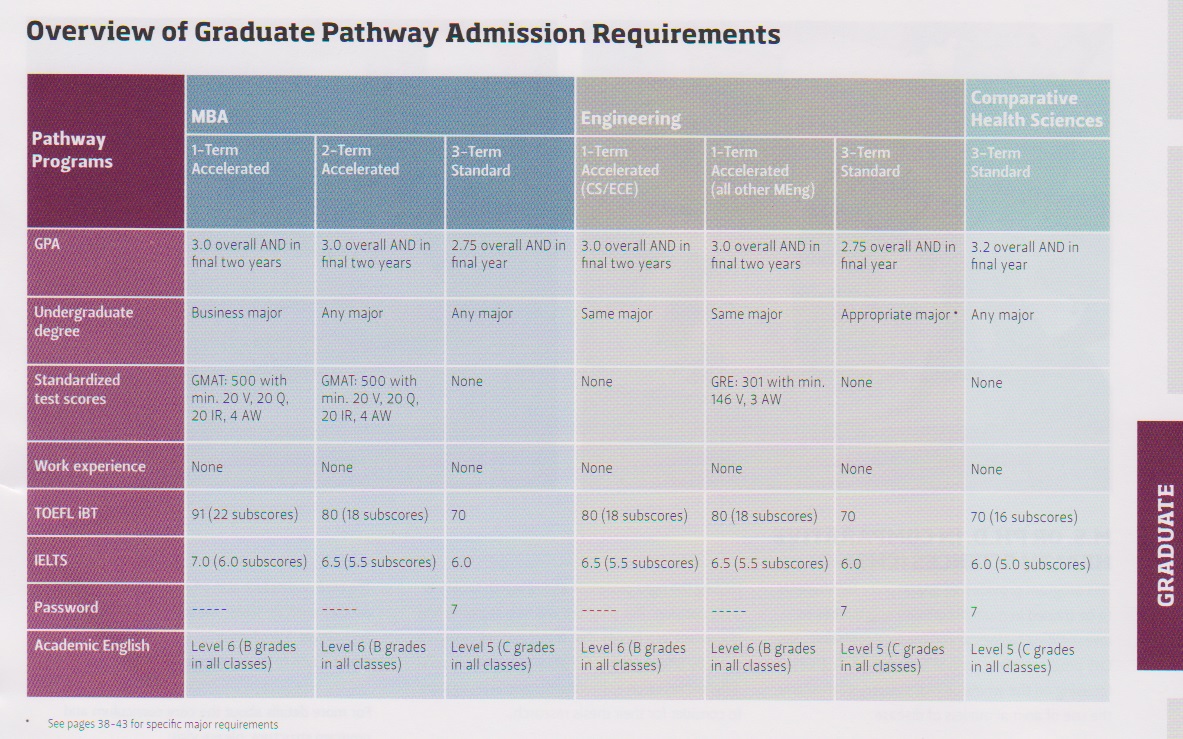 Overview of Graduate Pathway Admission Requirements
Pathway
Programs
MBA
Engineering
Comparative
Health Sciences
1-Term
Accelerated
2-Term
Accelerated
3-Term
Standard
1-Term
Accelerated
(CS/ECE)
1-Term
Accelerated
(all other MEng)
3-Term
Standard
3-Term
Standard
GPA
3.0 overall AND in
final two years
3.0 overall AND in
final two years
2.75 overall AND in
final year
3.0 overall AND in
final two years
3.0 overall AND in
final two years
2.75 overall AND in
final year
3.2 overall AND in
final year
Undergraduate
degree
Business major
Any major
Any major
Same major
Same major
Appropriate major*
Any major
Standardized
test scores
GMAT: 500 with
min. 20 V, 20 Q,
20 IR, 4 AW
GMAT: 500 with
min. 20 V, 20 Q,
20 IR, 4 AW
None
None
GRE: 301 with min.
146 V, 3 AW
None
None
Work experience
None
None
None
None
None
None
None
TOEFL iBT
91 (22 subscores)
80 (18 subscores)
70
80 (18 subscores)
80 (18 subscores)
70
70 (16 subscores)
IELTS
7.0 (6.0 subscores)
6.5 (5.5 subscores)
6.0
6.5 (5.5 subscores)
6.5 (5.5 subscores)
6.0
6.0 (5.0 subscores)
Password
-----
-----
7
-----
-----
7
7
Academic English
Level 6 (B grades
in all classes)
Level 6 (B grades
in all classes)
Level 5 (C grades
in all classes)
Level 6 (B grades
in all classes)
Level 6 (B grades
in all classes)
Level 5 (C grades
in all classes)
Level 5 (C grades
in all classes)
* See pages 38-43 for specific major requirements
GRADUATE